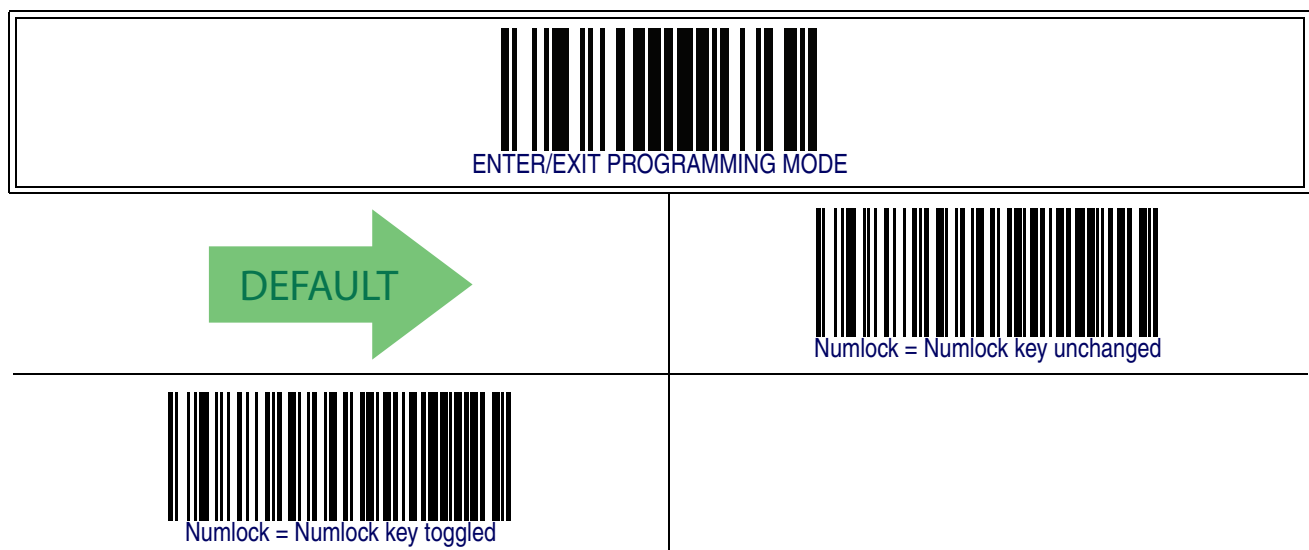 ENTER/EXIT PROGRAMMING MODE
DEFAULT
Numlock = Numlock key unchanged
Numlock = Numlock key toggled